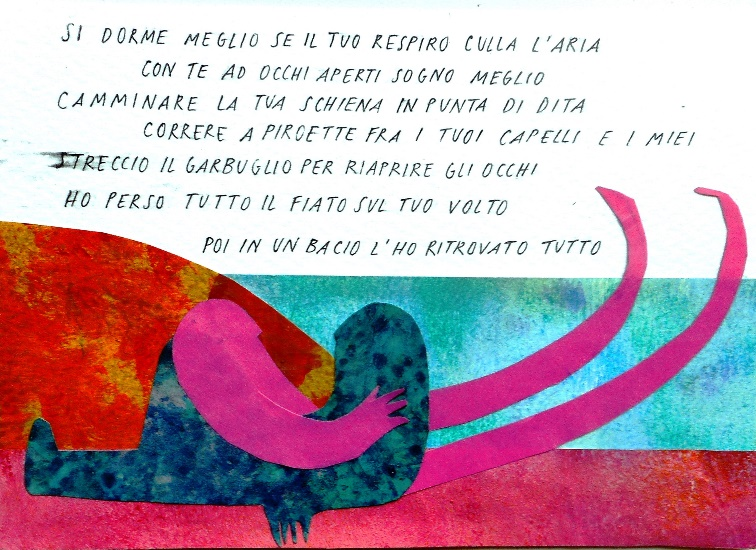 SI DORME MEGLIO SE IL TUO RESPIRO CULLA L'ARIA
CON TE AD OCCHI APERTI SOGNO MEGLIO
CAMMINARE LA TUA SCHIENA IN PUNTA DI DITA
CORRERE A PIROETTE FRA I TUOI CAPELLI E I MIEI
STRECCIO IL GARBUGLIO PER RIAPRIRE GLI OCCHI
HO PERSO TUTTO IL FIATO SUL TUO VOLTO
POI IN UN BACIO L'HO RITROVATO TUTTO